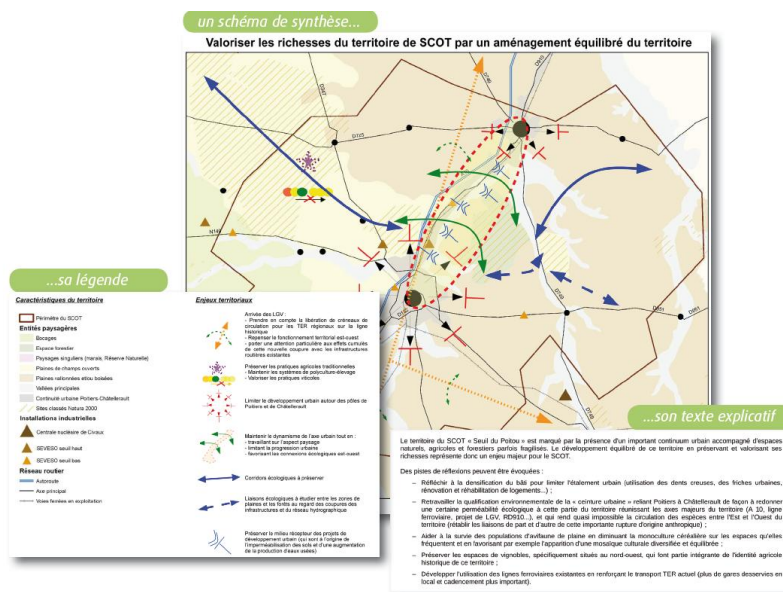 un schéma de synthèse...
Valoriser les richesses du territoire de SCOT par un aménagement équilibré du territoire
D347
D749
D910
D725
N149
D749
D951
D951
D749
...sa légende
Caractéristiques du territoire
Périmètre du SCOT
Entités paysagères
Bocages
Espace forestier
Paysages singuliers (marais, Réserve Naturelle)
Plaines de champs ouverts
Plaines vallonnées et/ou boisées
Vallées principales
Continuité urbaine Poitiers-Châtellerault
Sites classés Natura 2000
Installations industrielles
Centrale nucléaire de Civaux
SEVESO seuil haut
SEVESO seuil bas
Réseau routier
Autoroute
Axe principal
Voies ferrées en exploitation
Enjeux territoriaux
Arrivée des LGV :
- Prendre en compte la libération de créneaux de
circulation pour les TER régionaux sur la ligne
historique
- Repenser le fonctionnement territorial est-ouest
- porter une attention particulière aux effets cumulés
de cette nouvelle coupure avec les infrastructures
routières existantes
Préserver les pratiques agricoles traditionnelles
- Maintenir les systèmes de polyculture-élevage
- Valoriser les pratiques viticoles
Limiter le développement urbain autour des pôles de
Poitiers et de Châtellerault
Maintenir le dynamisme de l'axe urbain tout en :
- travaillant sur l'aspect paysage
- limitant la progression urbaine
- favorisant les connexions écologiques est ouest
Corridors écologiques à préserver
Liaisons écologiques à étudier entre les zones de
plaines et les forêts au regard des coupures des
infrastructures et du réseau hydrographique
Préserver le milieu récepteur des projets de
développement urbain (qui sont à l'origine de
l'imperméabilisation des sols et d'une augmentation
de la production d'eaux usées).
...son texte explicatif
Le territoire du SCOT « Seuil du Poitou » est marqué par la présence d'un important continuum urbain accompagné d'espaces
naturels, agricoles et forestiers parfois fragilisés. Le développement équilibré de ce territoire en préservant et valorisant ses
richesses représente donc un enjeu majeur pour le SCOT.
Des pistes de réflexions peuvent être évoquées :
– Réfléchir à la densification du bâti pour limiter l'étalement urbain (utilisation des dents creuses, des friches urbaines,
rénovation et réhabilitation de logements...) ;
– Retravailler la qualification environnementale de la « ceinture urbaine » reliant Poitiers à Châtellerault de façon à redonner
une certaine perméabilité écologique à cette partie du territoire réunissant les axes majeurs du territoire (A 10, ligne
ferroviaire, projet de LGV, RD910...), et qui rend quasi impossible la circulation des espèces entre l'Est et l'Ouest du
territoire (rétablir les liaisons de part et d'autre de cette importante rupture d'origine anthropique) ;
– Aider à la survie des populations d'avifaune de plaine en diminuant la monoculture céréalière sur les espaces qu'elles
fréquentent et en favorisant par exemple l'apparition d'une mosaïque culturale diversifiée et équilibrée ;
– Préserver les espaces de vignobles, spécifiquement situés au nord-ouest, qui font partie intégrante de l'identité agricole
historique de ce territoire ;
– Développer l'utilisation des lignes ferroviaires existantes en renforçant le transport TER actuel (plus de gares desservies en
local et cadencement plus important).